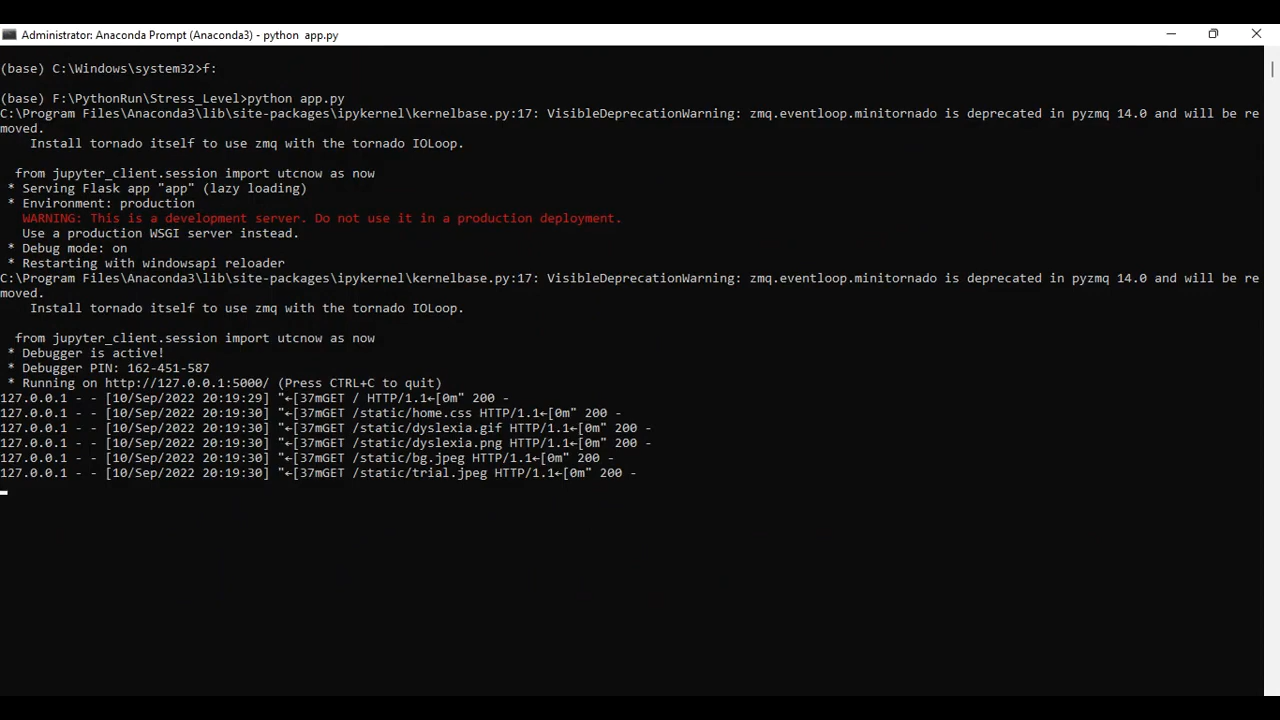 Administrator: Anaconda Prompt (Anaconda3) - python  app.py
(base) C:\Windows\system32>f:
(base) F:\PythonRun\Stress_Level>python app.py
C:\Program Files\Anaconda3\lib\site-packages\ipykernel\kernelbase.py:17: VisibleDeprecationWarning: zmq.eventloop.minitornado is deprecated in pyzmq 14.0 and will be re
moved.
    Install tornado itself to use zmq with the tornado IOLoop.
  from jupyter_client.session import utcnow as now
 * Serving Flask app "app" (lazy loading)
 * Environment: production
   WARNING: This is a development server. Do not use it in a production deployment.
   Use a production WSGI server instead.
 * Debug mode: on
 * Restarting with windowsapi reloader
C:\Program Files\Anaconda3\lib\site-packages\ipykernel\kernelbase.py:17: VisibleDeprecationWarning: zmq.eventloop.minitornado is deprecated in pyzmq 14.0 and will be re
moved.
    Install tornado itself to use zmq with the tornado IOLoop.
  from jupyter_client.session import utcnow as now
 * Debugger is active!
 * Debugger PIN: 162-451-587
 * Running on http://127.0.0.1:5000/ (Press CTRL+C to quit)
127.0.0.1 - - [10/Sep/2022 20:19:29] "←[37mGET / HTTP/1.1←[0m" 200 -
127.0.0.1 - - [10/Sep/2022 20:19:30] "←[37mGET /static/home.css HTTP/1.1←[0m" 200 -
127.0.0.1 - - [10/Sep/2022 20:19:30] "←[37mGET /static/dyslexia.gif HTTP/1.1←[0m" 200 -
127.0.0.1 - - [10/Sep/2022 20:19:30] "←[37mGET /static/dyslexia.png HTTP/1.1←[0m" 200 -
127.0.0.1 - - [10/Sep/2022 20:19:30] "←[37mGET /static/bg.jpeg HTTP/1.1←[0m" 200 -
127.0.0.1 - - [10/Sep/2022 20:19:30] "←[37mGET /static/trial.jpeg HTTP/1.1←[0m" 200 -